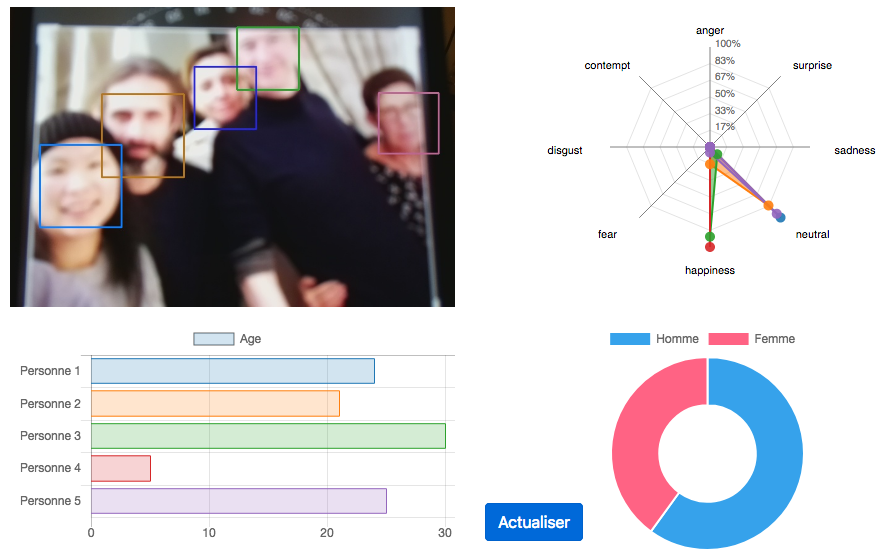 anger
100%
83%
67%
50%
33%
17%
contempt
surprise
disgust
sadness
fear
neutral
happiness
Age
Personne 1
Personne 2
Personne 3
Personne 4
Personne 5
0 10 20 30
Actualiser
Homme Femme